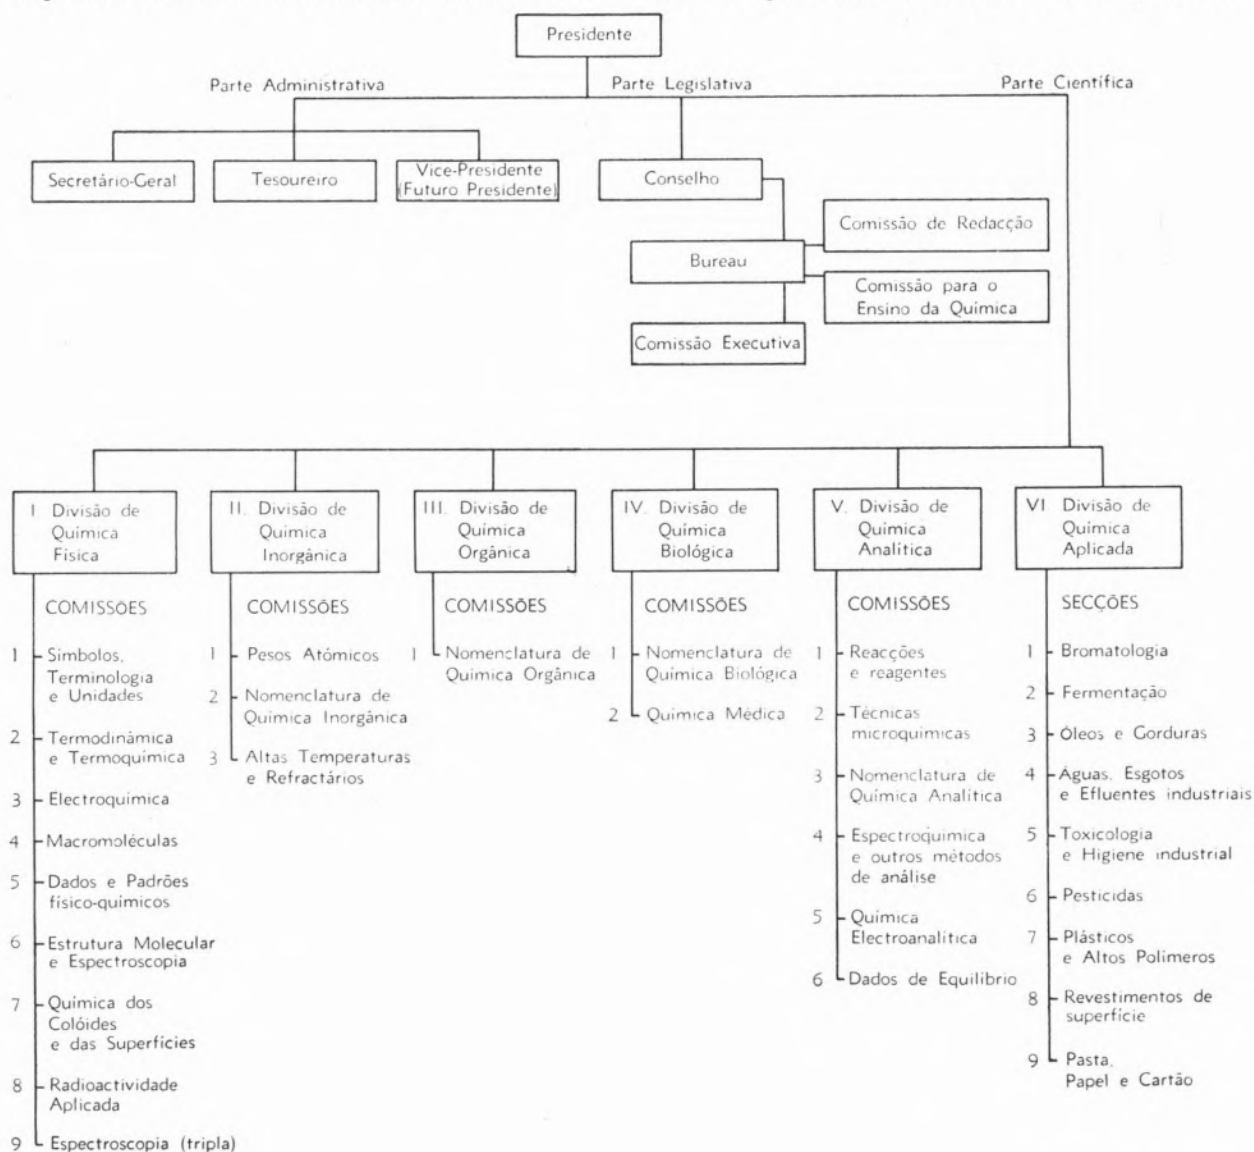 Presidente
Parte Administrativa
Parte Legislativa
Parte Científica
Secretário-Geral
Tesoureiro
Vice-Presidente
(Futuro Presidente)
Conselho
Comissão de Redacção
Bureau
Comissão para o
Ensino da Química
Comissão Executiva
I. Divisão de
Química
Física
COMISSÕES
1 Símbolos,
Terminologia
e Unidades
2 Termodinâmica
e Termoquímica
3 Electroquímica
4 Macromoléculas
5 Dados e Padrões
físico-químicos
6 Estrutura Molecular
e Espectroscopia
7 Química dos
Colóides
e das Superfícies
8 Radioactividade
Aplicada
9 Espectroscopia (tripla)
II. Divisão de
Química
Inorgânica
COMISSÕES
1 Pesos Atómicos
2 Nomenclatura de
Química Inorgânica
3 Altas Temperaturas
e Refractários
III. Divisão de
Química
Orgânica
COMISSÕES
1 Nomenclatura de
Química Orgânica
IV. Divisão de
Química
Biológica
COMISSÕES
1 Nomenclatura de
Química Biológica
2 Química Médica
V. Divisão de
Química
Analítica
COMISSÕES
1 Reacções
e reagentes
2 Técnicas
microquímicas
3 Nomenclatura de
Química Analítica
4 Espectroquímica
e outros métodos
de análise
5 Química
Electroanalítica
6 Dados de Equilíbrio
VI. Divisão de
Química
Aplicada
SECÇÕES
1 Bromatologia
2 Fermentação
3 Óleos e Gorduras
4 Águas, Esgotos
e Efluentes industriais
5 Toxicologia
e Higiene industrial
6 Pesticidas
7 Plásticos
e Altos Polímeros
8 Revestimentos de
superfície
9 Pasta,
Papel e Cartão